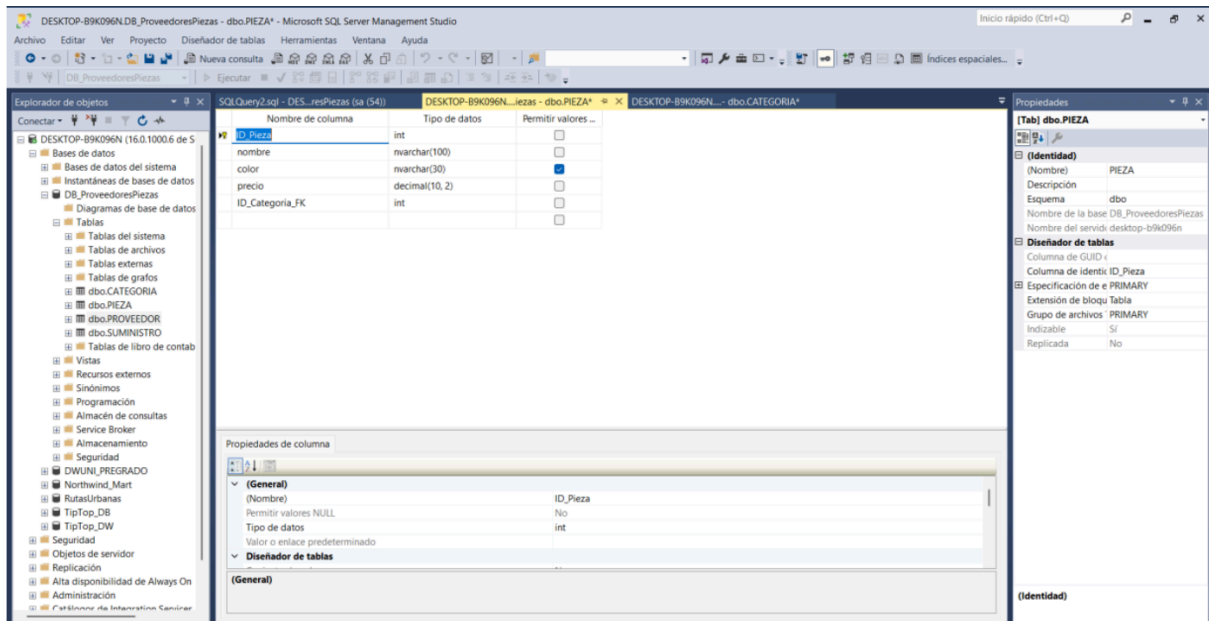 DESKTOP-B9K096N.DB_ProveedoresPiezas - dbo.PIEZA* - Microsoft SQL Server Management Studio
Inicio rápido (Ctrl+Q)
Archivo Editar Ver Proyecto Diseñador de tablas Herramientas Ventana Ayuda
Nueva consulta
Índices espaciales...
DB_ProveedoresPiezas
Ejecutar
Explorador de objetos
Conectar
DESKTOP-B9K096N (16.0.1000.6 de S
Bases de datos
Bases de datos del sistema
Instantáneas de bases de datos
DB_ProveedoresPiezas
Diagramas de base de datos
Tablas
Tablas del sistema
Tablas de archivos
Tablas externas
Tablas de grafos
dbo.CATEGORIA
dbo.PIEZA
dbo.PROVEEDOR
dbo.SUMINISTRO
Tablas de libro de contab
Vistas
Recursos externos
Sinónimos
Programación
Almacén de consultas
Service Broker
Almacenamiento
Seguridad
DWUNI_PREGRADO
Northwind_Mart
RutasUrbanas
TipTop_DB
TipTop_DW
Seguridad
Objetos de servidor
Replicación
Alta disponibilidad de Always On
Administración
Catálogos de Integration Services
SQLQuery2.sql - DES...resPiezas (sa (54))
DESKTOP-B9K096N....iezas - dbo.PIEZA*
DESKTOP-B9K096N....- dbo.CATEGORIA*
Nombre de columna Tipo de datos Permitir valores ...
ID_Pieza int
nombre nvarchar(100)
color nvarchar(30)
precio decimal(10, 2)
ID_Categoria_FK int
Propiedades de columna
(General)
(Nombre) ID_Pieza
Permitir valores NULL No
Tipo de datos int
Valor o enlace predeterminado
Diseñador de tablas
(General)
Propiedades
[Tab] dbo.PIEZA
(Identidad)
(Nombre) PIEZA
Descripción
Esquema dbo
Nombre de la base DB_ProveedoresPiezas
Nombre del servid desktop-b9k096n
Diseñador de tablas
Columna de GUID
Columna de identic ID_Pieza
Especificación de e PRIMARY
Extensión de bloqu Tabla
Grupo de archivos PRIMARY
Indizable Sí
Replicada No
(Identidad)